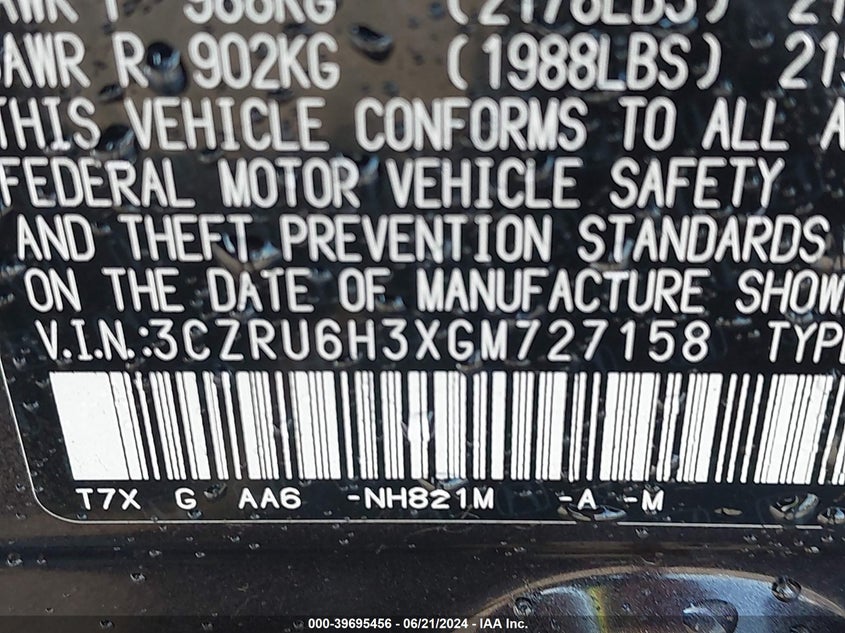 902KG (1988LBS)
THIS VEHICLE CONFORMS TO ALL
FEDERAL MOTOR VEHICLE SAFETY
AND THEFT PREVENTION STANDARDS
ON THE DATE OF MANUFACTURE SHOW
V.I.N.:3CZRU6H3XGM727158 TYP
T7X G AA6 -NH821M -A -M
000-39695456 - 06/21/2024 - IAA Inc.